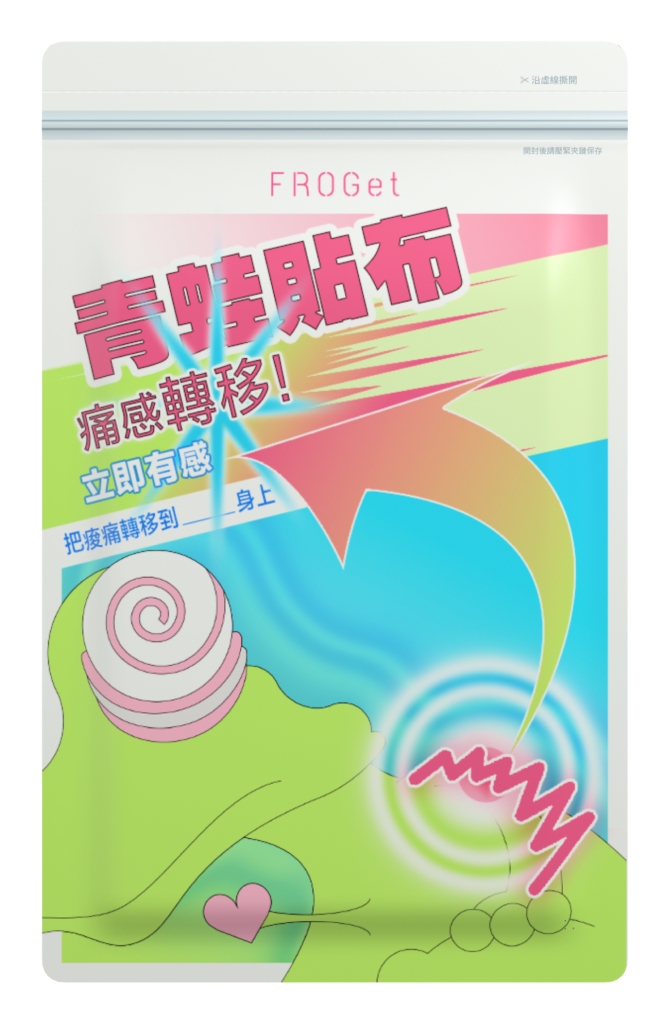 沿虛線撕開
開封後請壓緊夾鏈保存
FROGet
青蛙貼布
痛感轉移!
立即有感
把痠痛轉移到____身上